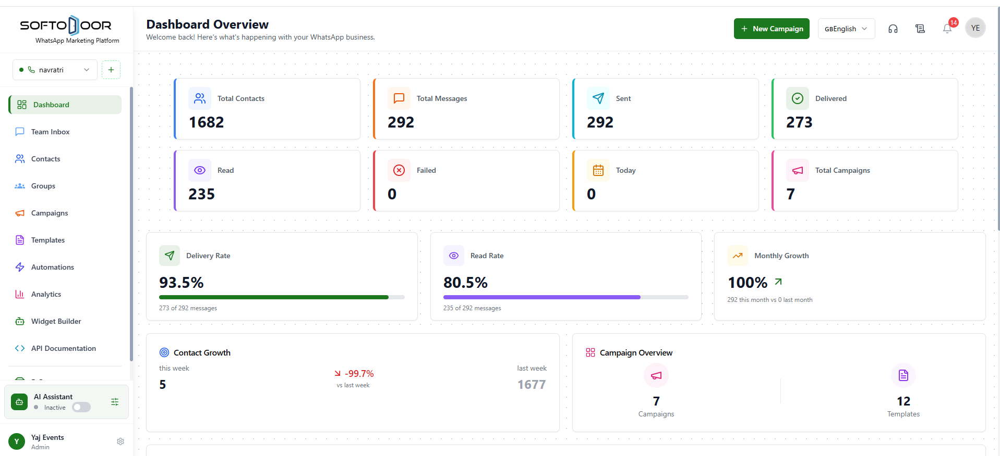 SOFTODOOR
WhatsApp Marketing Platform
navratri
Dashboard
Team Inbox
Contacts
Groups
Campaigns
Templates
Automations
Analytics
Widget Builder
API Documentation
AI Assistant
Inactive
Y
Yaj Events
Admin
Dashboard Overview
Welcome back! Here's what's happening with your WhatsApp business.
New Campaign
GBEnglish
14
YE
Total Contacts
1682
Total Messages
292
Sent
292
Delivered
273
Read
235
Failed
0
Today
0
Total Campaigns
7
Delivery Rate
93.5%
273 of 292 messages
Read Rate
80.5%
235 of 292 messages
Monthly Growth
100%
292 this month vs 0 last month
Contact Growth
this week
5
-99.7%
vs last week
last week
1677
Campaign Overview
7
Campaigns
12
Templates